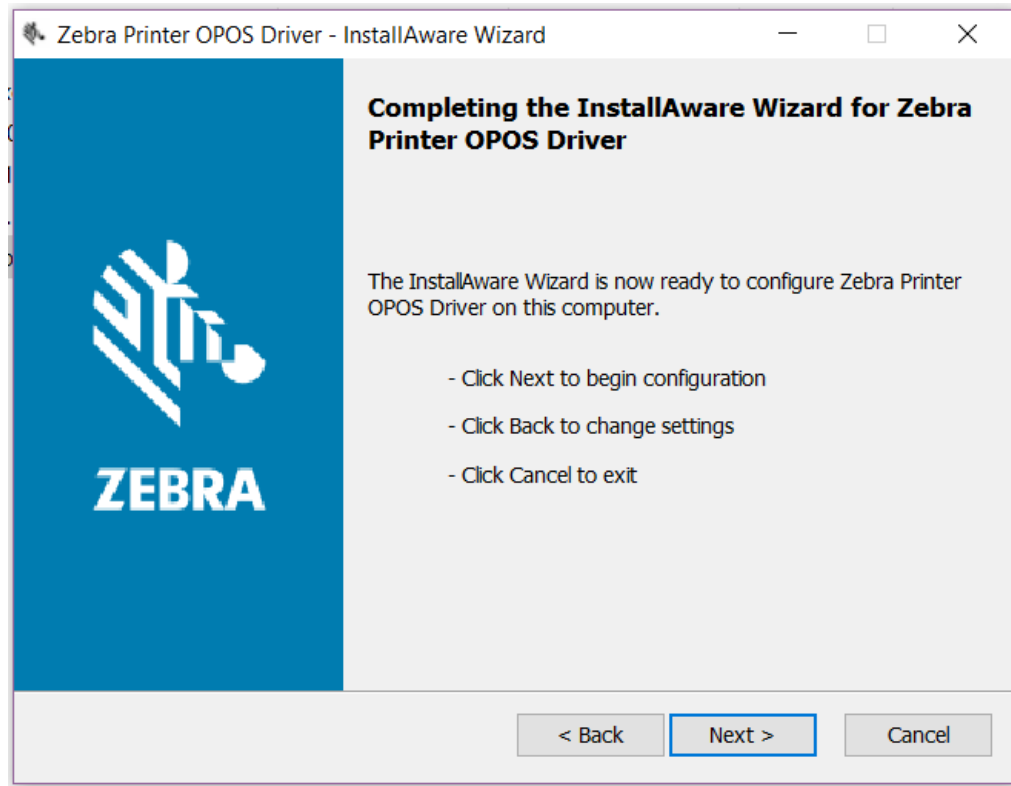 Zebra Printer OPOS Driver - InstallAware Wizard
Completing the InstallAware Wizard for Zebra
Printer OPOS Driver
The InstallAware Wizard is now ready to configure Zebra Printer
OPOS Driver on this computer.
- Click Next to begin configuration
- Click Back to change settings
- Click Cancel to exit
ZEBRA
< Back
Next >
Cancel